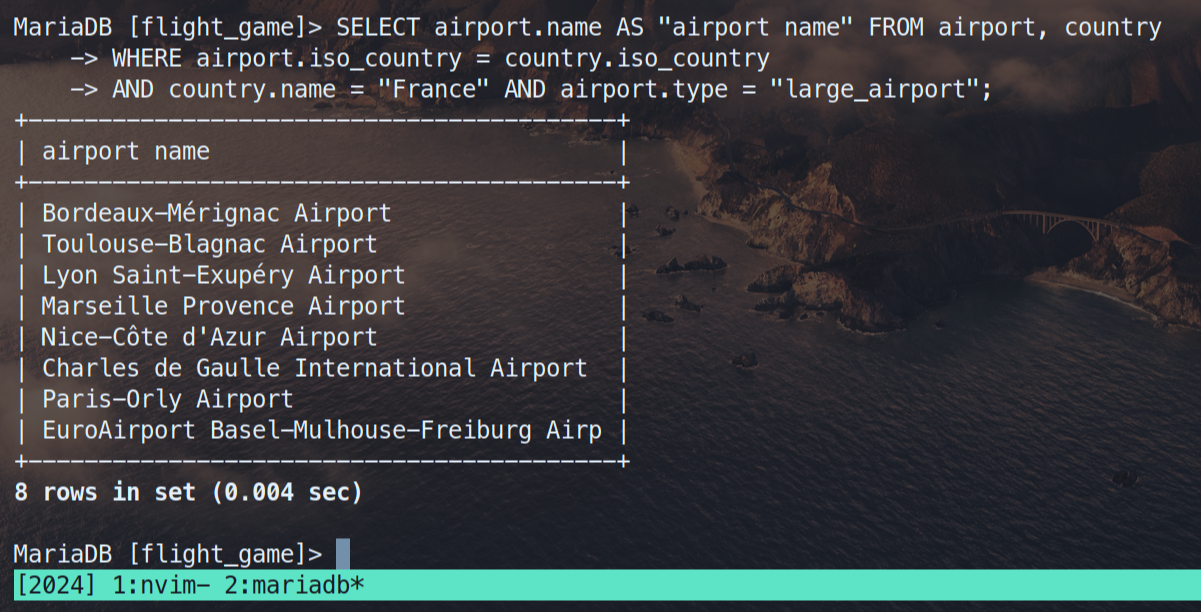 MariaDB [flight_game]> SELECT airport.name AS "airport name" FROM airport, country
    -> WHERE airport.iso_country = country.iso_country
    -> AND country.name = "France" AND airport.type = "large_airport";
+------------------------------------------+
| airport name                             |
+------------------------------------------+
| Bordeaux-Mérignac Airport                |
| Toulouse-Blagnac Airport                 |
| Lyon Saint-Exupéry Airport               |
| Marseille Provence Airport               |
| Nice-Côte d'Azur Airport                 |
| Charles de Gaulle International Airport  |
| Paris-Orly Airport                       |
| EuroAirport Basel-Mulhouse-Freiburg Airp |
+------------------------------------------+
8 rows in set (0.004 sec)

MariaDB [flight_game]>
[2024] 1:nvim- 2:mariadb*